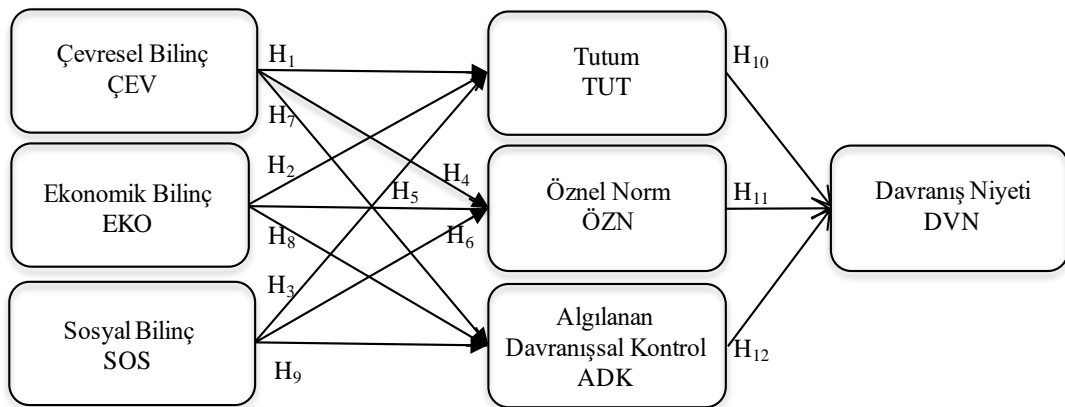 Çevresel Bilinç
ÇEV
Ekonomik Bilinç
EKO
Sosyal Bilinç
SOS
H₁
H₇
H₂
H₄
H₅
H₈
H₆
H₃
H₉
Tutum
TUT
Öznel Norm
ÖZN
Algılanan
Davranışsal Kontrol
ADK
H₁₀
H₁₁
H₁₂
Davranış Niyeti
DVN